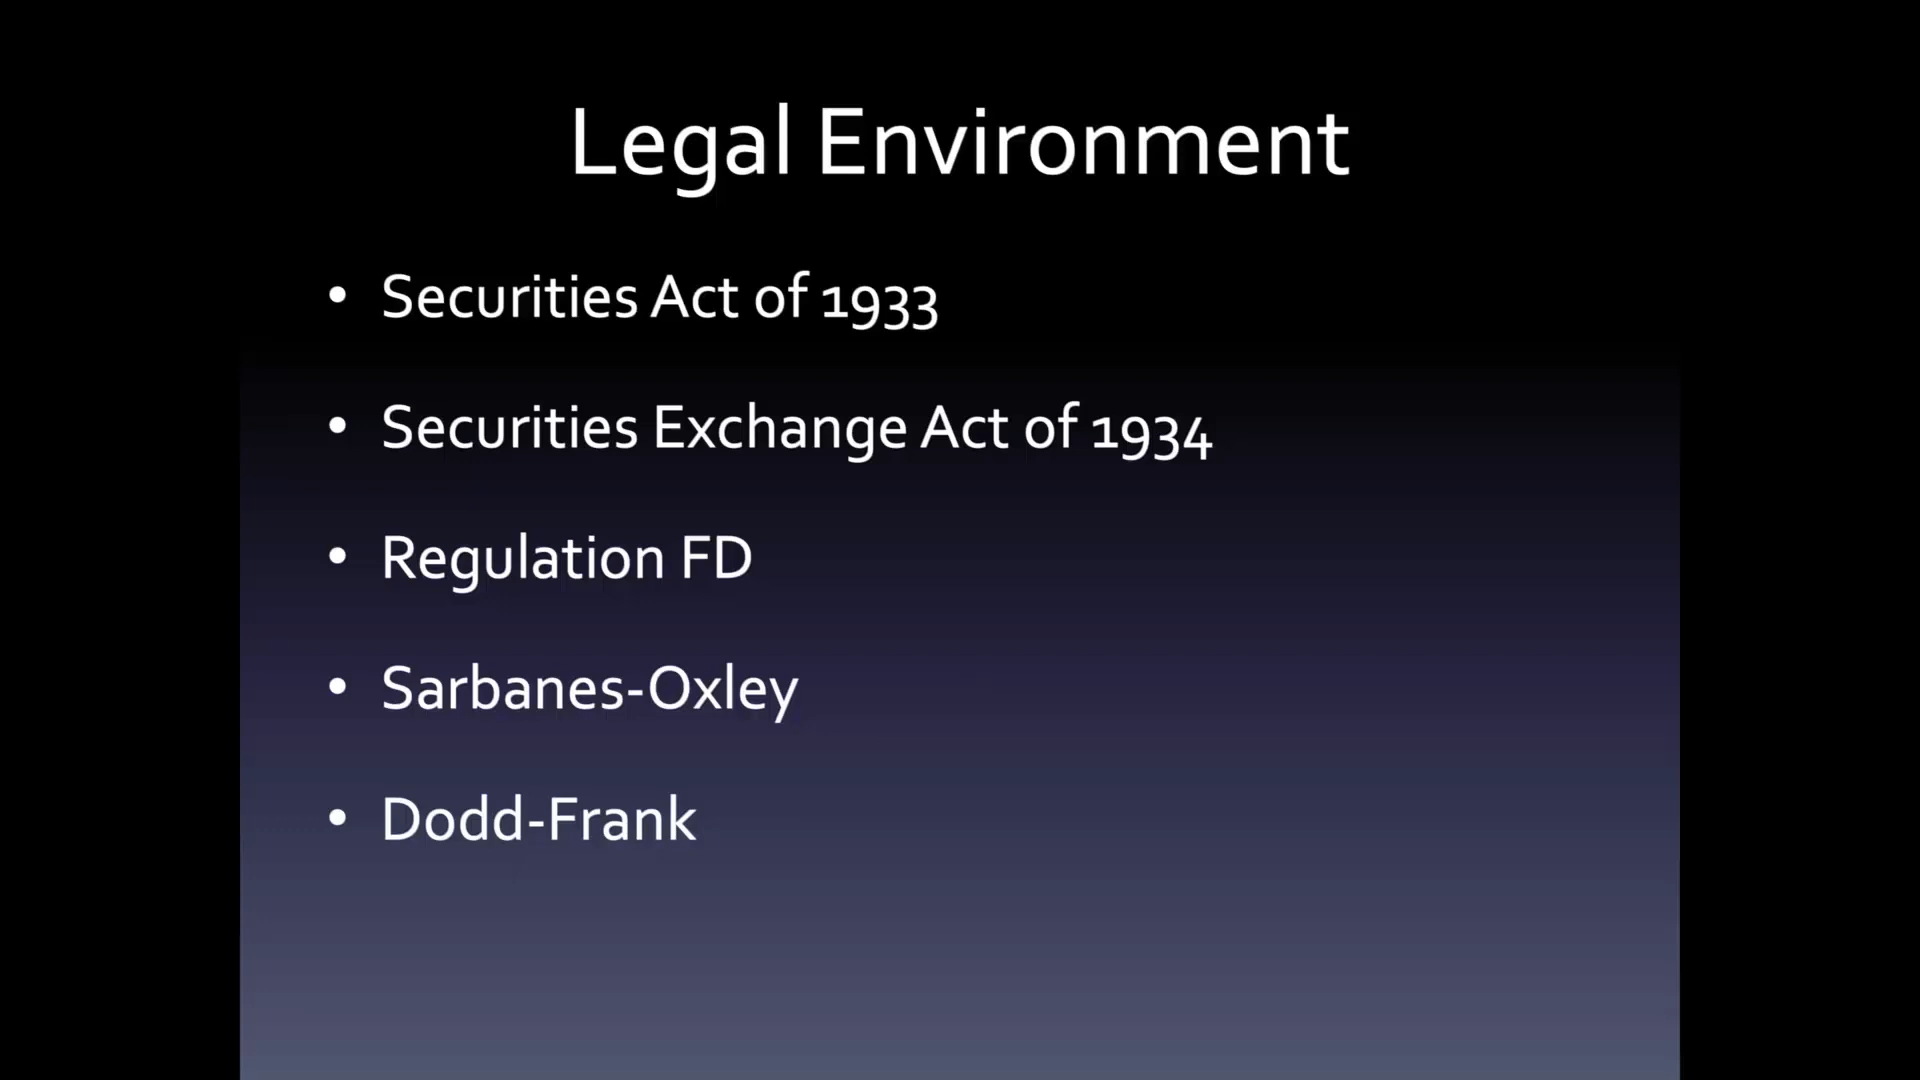 Legal Environment
• Securities Act of 1933
• Securities Exchange Act of 1934
• Regulation FD
• Sarbanes-Oxley
• Dodd-Frank